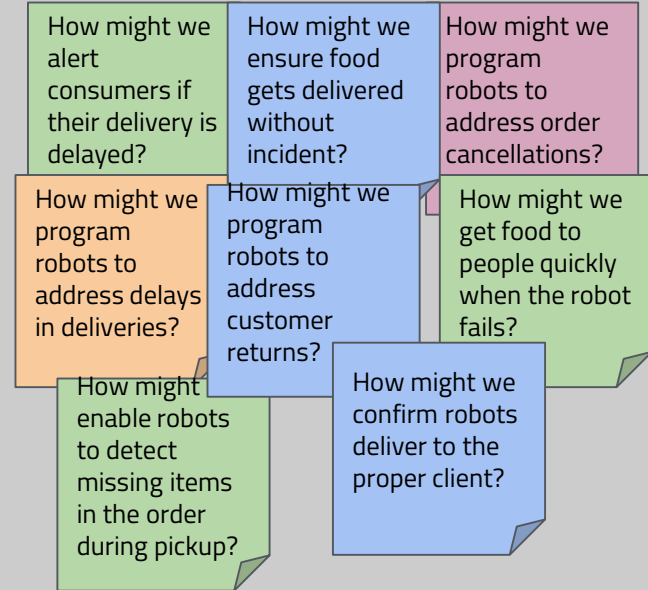 How might we
alert
consumers if
their delivery is
delayed?
How might we
ensure food
gets delivered
without
incident?
How might we
program
robots to
address order
cancellations?
How might we
program
robots to
address delays
in deliveries?
How might we
program
robots to
address
customer
returns?
How might we
get food to
people quickly
when the robot
fails?
How might
enable robots
to detect
missing items
in the order
during pickup?
How might we
confirm robots
deliver to the
proper client?